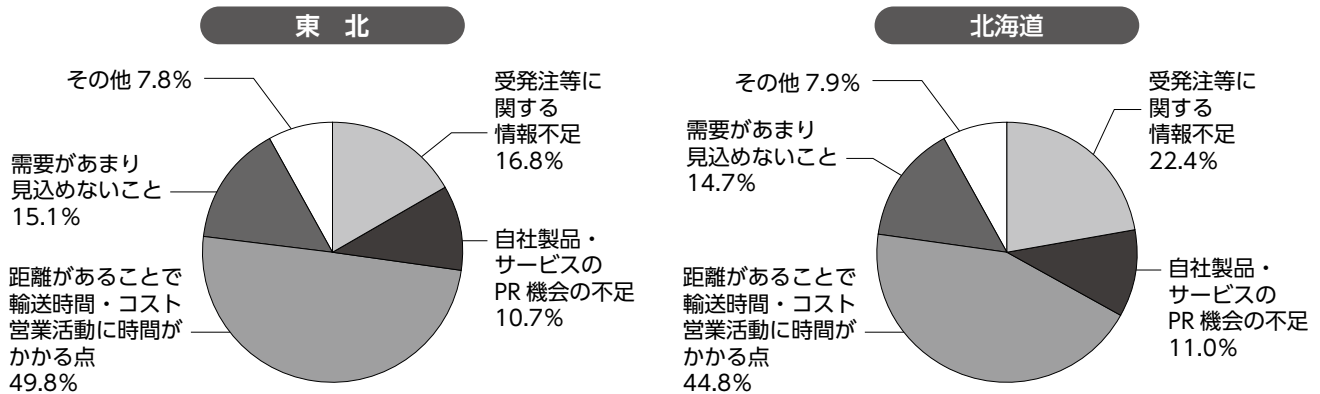 東 北
その他 7.8%
受発注等に
関する
情報不足
16.8%
需要があまり
見込めないこと
15.1%
自社製品・
サービスの
PR 機会の不足
10.7%
距離があることで
輸送時間・コスト
営業活動に時間が
かかる点
49.8%
北海道
その他 7.9%
受発注等に
関する
情報不足
22.4%
需要があまり
見込めないこと
14.7%
自社製品・
サービスの
PR 機会の不足
11.0%
距離があることで
輸送時間・コスト
営業活動に時間が
かかる点
44.8%